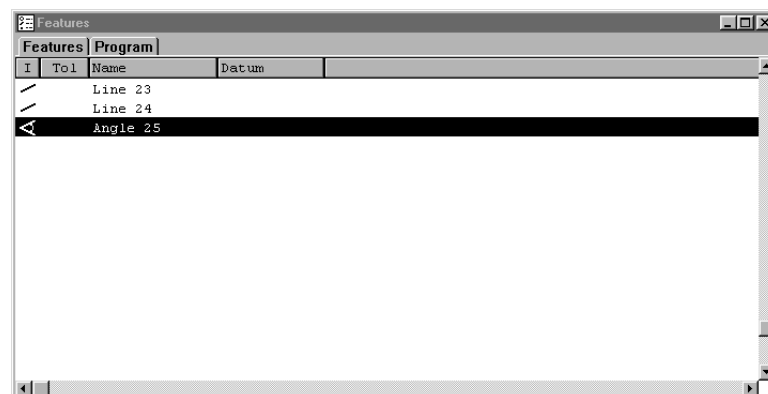 Features
Features Program
I Tol Name Datum
Line 23
Line 24
Angle 25